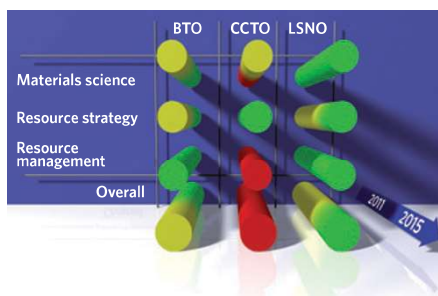 BTO CCTO LSNO
Materials science
Resource strategy
Resource
management
Overall
2011 2015